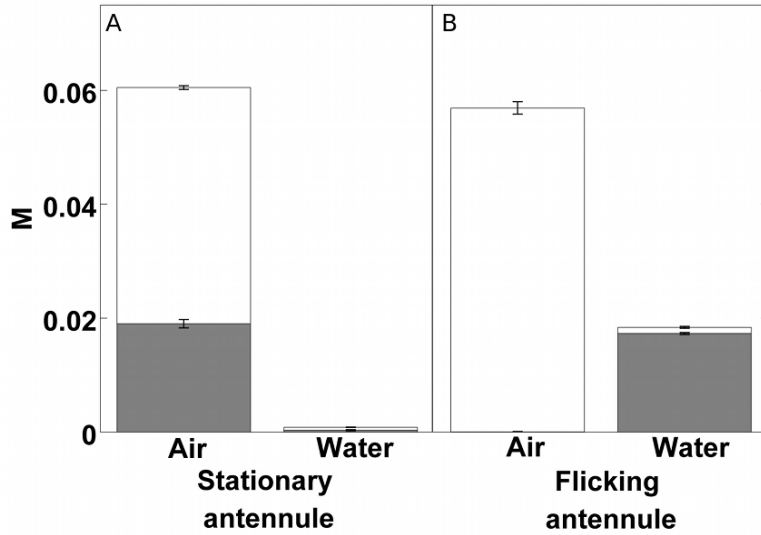 A
B
0.06
0.04
0.02
0
M
Air
Water
Air
Water
Stationary
antennule
Flicking
antennule